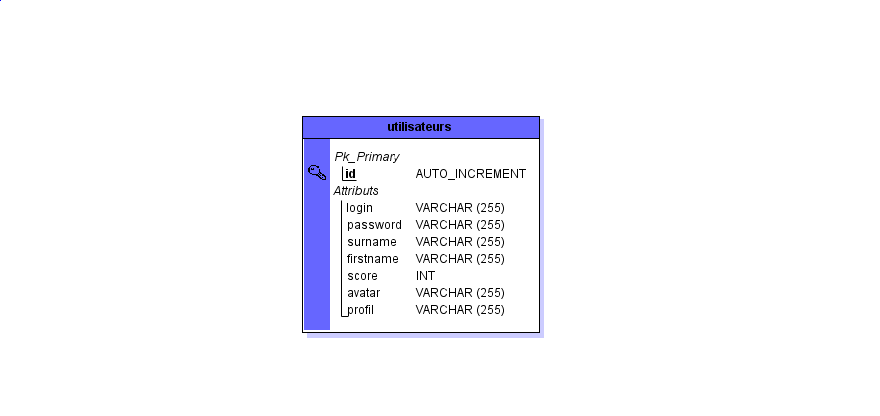 utilisateurs
Pk_Primary
id AUTO_INCREMENT
Attributs
login VARCHAR (255)
password VARCHAR (255)
surname VARCHAR (255)
firstname VARCHAR (255)
score INT
avatar VARCHAR (255)
profil VARCHAR (255)